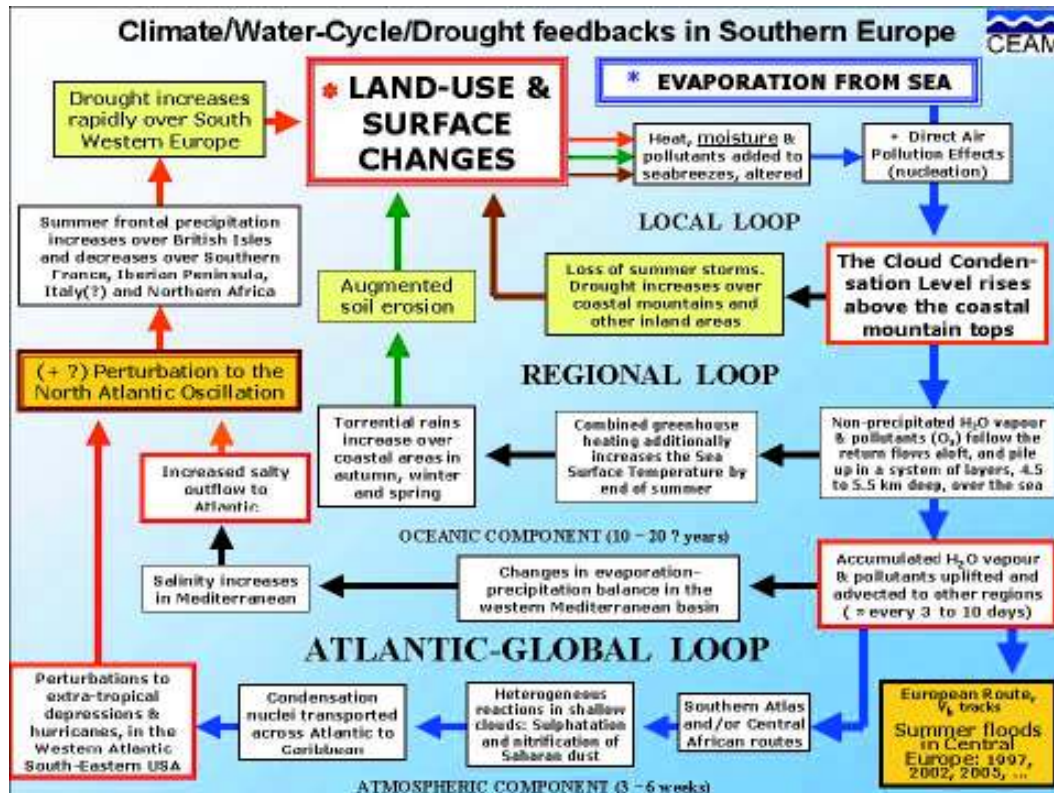 Climate/Water-Cycle/Drought feedbacks in Southern Europe
CEAM
Drought increases
rapidly over South
Western Europe
* LAND-USE &
SURFACE
CHANGES
* EVAPORATION FROM SEA
Heat, moisture &
pollutants added to
seabreezes, altered
+ Direct Air
Pollution Effects
(nucleation)
LOCAL LOOP
Summer frontal precipitation
increases over British Isles
and decreases over Southern
France, Iberian Peninsula,
Italy(?) and Northern Africa
Augmented
soil erosion
Loss of summer storms.
Drought increases over
coastal mountains and
other inland areas
The Cloud Conden-
sation Level rises
above the coastal
mountain tops
REGIONAL LOOP
(+ ?) Perturbation to the
North Atlantic Oscillation
Torrential rains
increase over
coastal areas in
autumn, winter
and spring
Combined greenhouse
heating additionally
increases the Sea
Surface Temperature by
end of summer
Non-precipitated H₂O vapour
& pollutants (O₃) follow the
return flows aloft, and pile
up in a system of layers, 4.5
to 5.5 km deep, over the sea
Increased salty
outflow to
Atlantic
OCEANIC COMPONENT (10 – 20 ? years)
Salinity increases
in Mediterranean
Changes in evaporation-
precipitation balance in the
western Mediterranean basin
Accumulated H₂O vapour
& pollutants uplifted and
advected to other regions
( ≈ every 3 to 10 days)
ATLANTIC-GLOBAL LOOP
Perturbations to
extra-tropical
depressions &
hurricanes, in the
Western Atlantic
South-Eastern USA
Condensation
nuclei transported
across Atlantic to
Caribbean
Heterogeneous
reactions in shallow
clouds: Sulphatation
and nitrification of
Saharan dust
Southern Atlas
and/or Central
African routes
European Route,
V_b tracks
Summer floods
in Central
Europe: 1997,
2002, 2005, ...
ATMOSPHERIC COMPONENT (3 – 6 weeks)